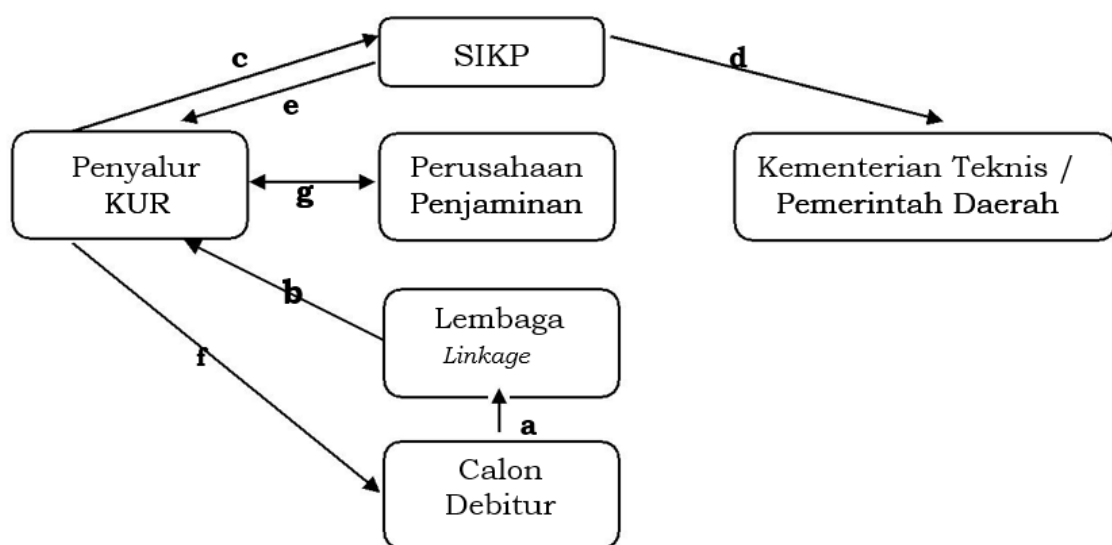 c
SIKP
d
e
Penyalur
KUR
g
Perusahaan
Penjaminan
Kementerian Teknis /
Pemerintah Daerah
b
Lembaga
Linkage
f
a
Calon
Debitur